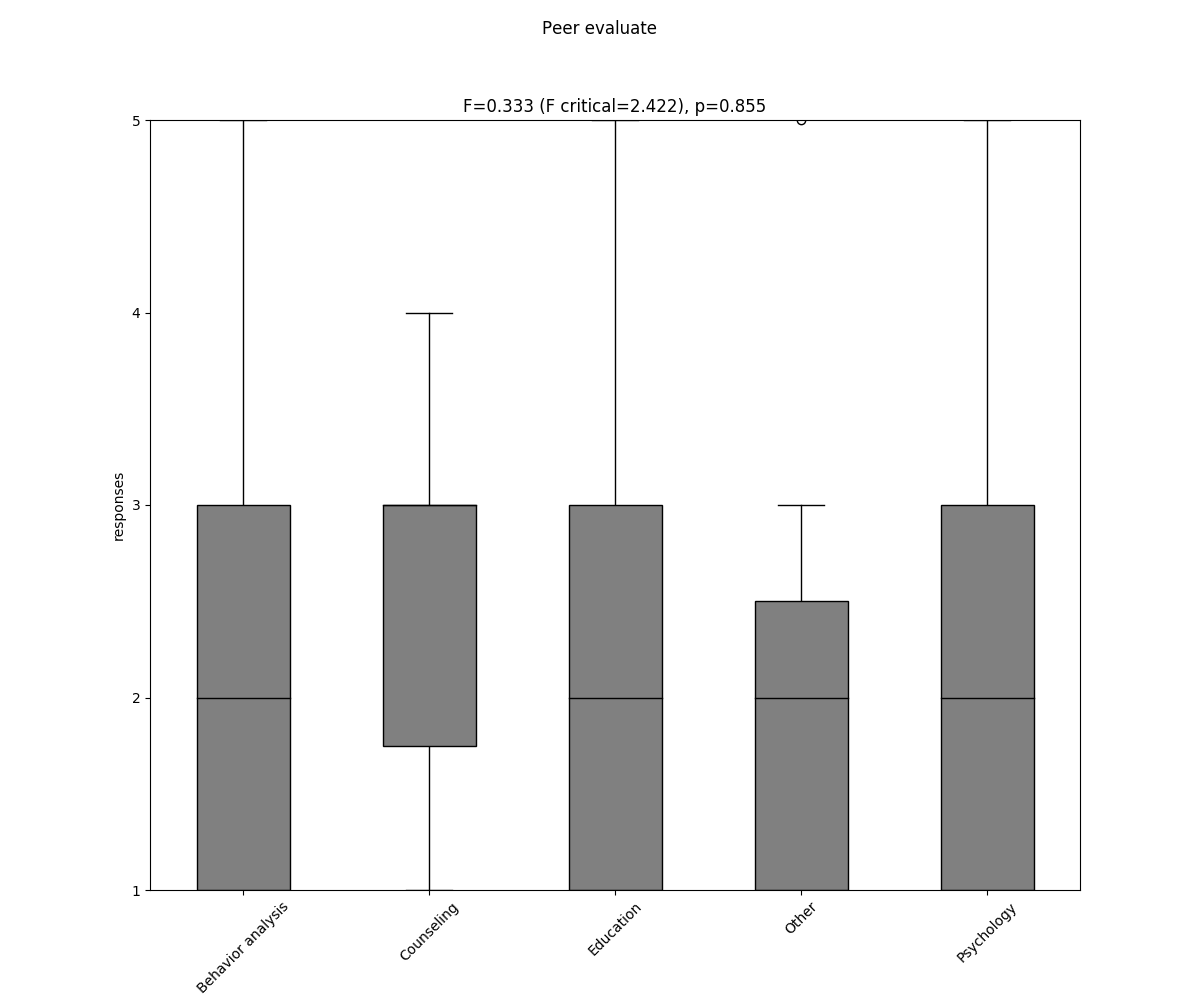 Peer evaluate
F=0.333 (F critical=2.422), p=0.855
5
4
3
2
1
responses
Behavior analysis
Counseling
Education
Other
Psychology